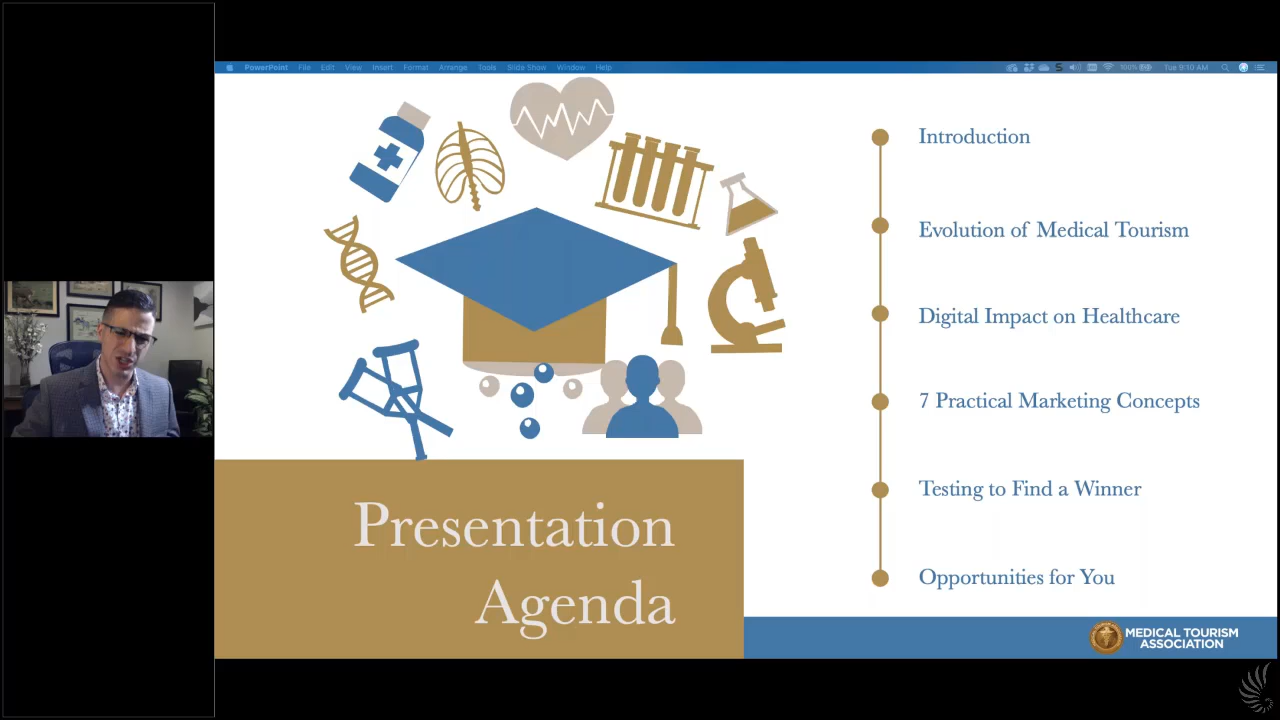 PowerPoint File Edit View Insert Format Arrange Tools Slide Show Window Help 100% Tue 9:10 AM
Introduction
Evolution of Medical Tourism
Digital Impact on Healthcare
7 Practical Marketing Concepts
Testing to Find a Winner
Opportunities for You
Presentation
Agenda
MEDICAL TOURISM
ASSOCIATION